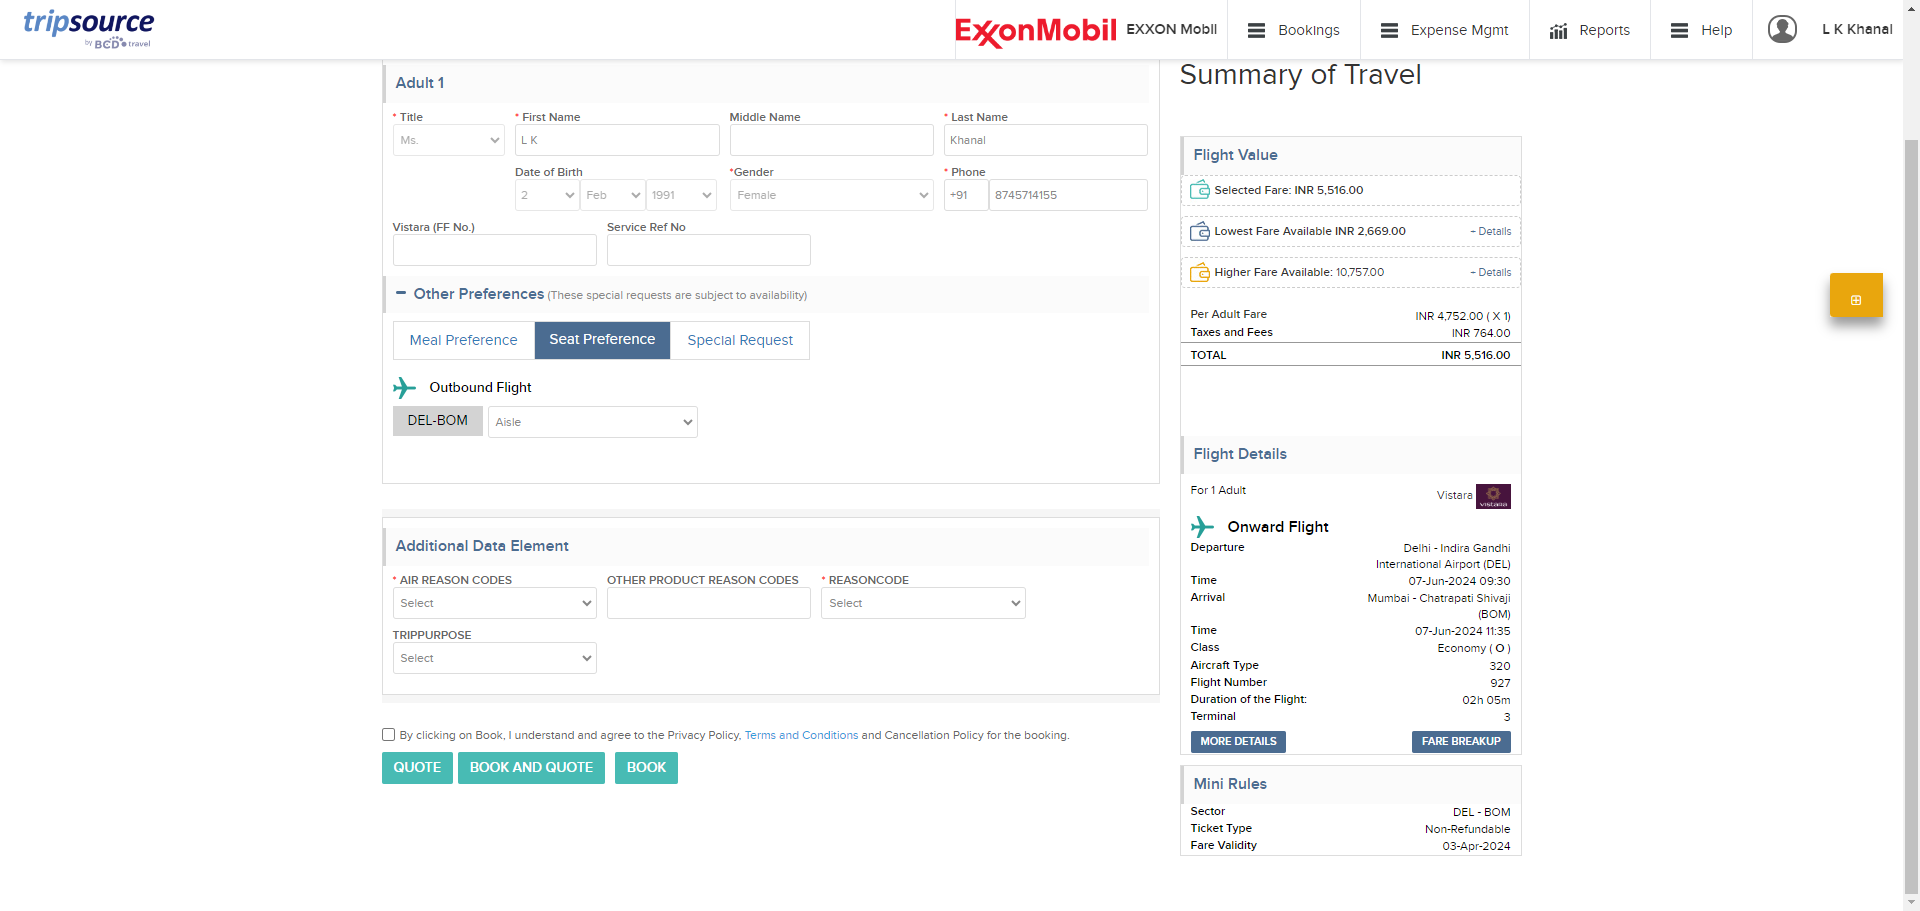 tripsource
by BCD travel
ExxonMobil EXXON Mobil
Bookings
Expense Mgmt
Reports
Help
L K Khanal
Adult 1
* Title
* First Name
Middle Name
* Last Name
Ms.
L K
Khanal
Date of Birth
*Gender
* Phone
2
Feb
1991
Female
+91
8745714155
Vistara (FF No.)
Service Ref No
Other Preferences (These special requests are subject to availability)
Meal Preference
Seat Preference
Special Request
Outbound Flight
DEL-BOM
Aisle
Additional Data Element
* AIR REASON CODES
OTHER PRODUCT REASON CODES
* REASONCODE
Select
Select
TRIPPURPOSE
Select
By clicking on Book, I understand and agree to the Privacy Policy, Terms and Conditions and Cancellation Policy for the booking.
QUOTE
BOOK AND QUOTE
BOOK
Summary of Travel
Flight Value
Selected Fare: INR 5,516.00
Lowest Fare Available INR 2,669.00 + Details
Higher Fare Available: 10,757.00 + Details
Per Adult Fare INR 4,752.00 ( X 1)
Taxes and Fees INR 764.00
TOTAL INR 5,516.00
Flight Details
For 1 Adult Vistara
VISTARA
Onward Flight
Departure Delhi - Indira Gandhi
International Airport (DEL)
Time 07-Jun-2024 09:30
Arrival Mumbai - Chatrapati Shivaji
(BOM)
Time 07-Jun-2024 11:35
Class Economy ( O )
Aircraft Type 320
Flight Number 927
Duration of the Flight: 02h 05m
Terminal 3
MORE DETAILS FARE BREAKUP
Mini Rules
Sector DEL - BOM
Ticket Type Non-Refundable
Fare Validity 03-Apr-2024